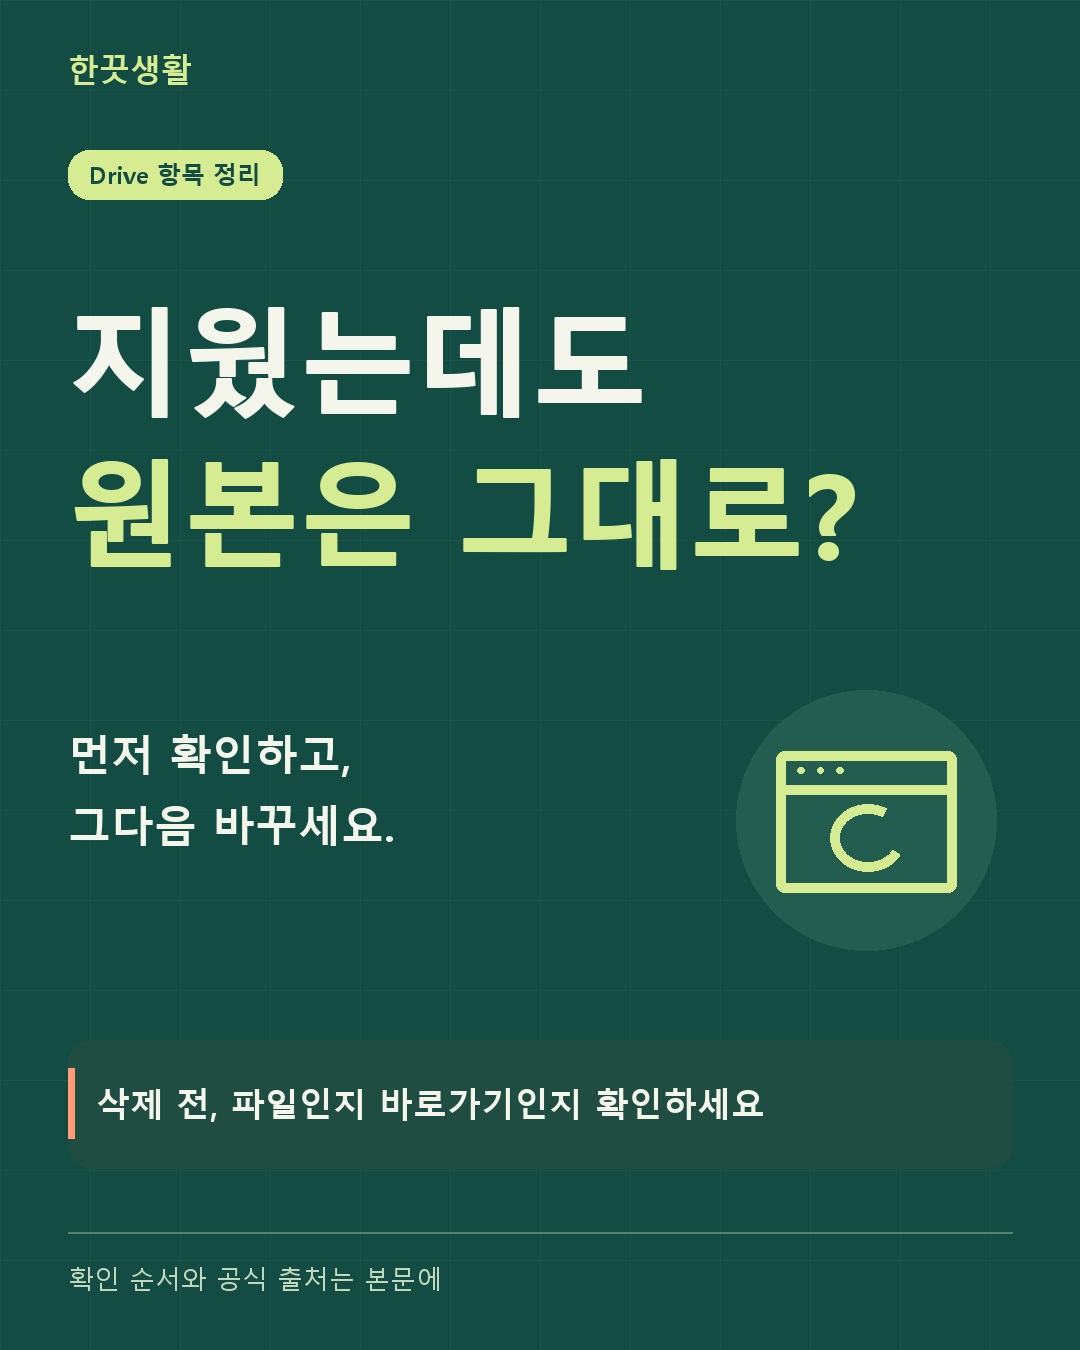 한끗생활
Drive 항목 정리
지웠는데도
원본은 그대로?
먼저 확인하고,
그다음 바꾸세요.
삭제 전, 파일인지 바로가기인지 확인하세요
확인 순서와 공식 출처는 본문에